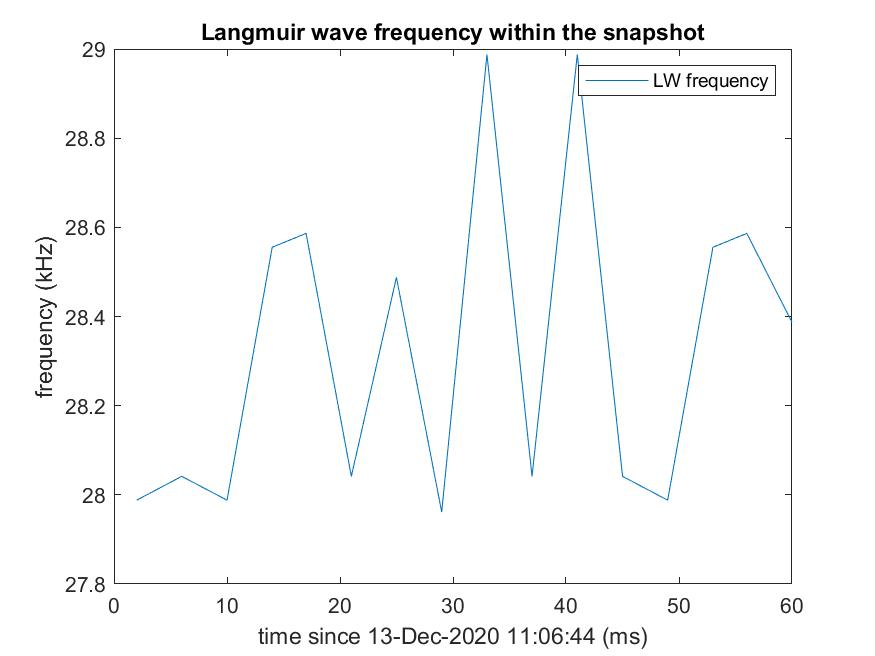 Langmuir wave frequency within the snapshot
29
LW frequency
28.8
28.6
28.4
28.2
28
27.8
frequency (kHz)
0 10 20 30 40 50 60
time since 13-Dec-2020 11:06:44 (ms)